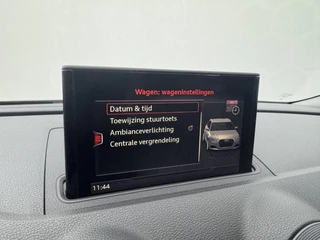 Wagen: wageninstellingen
Datum & tijd
Toewijzing stuurtoets
Ambianceverlichting
Centrale vergrendeling
11:44